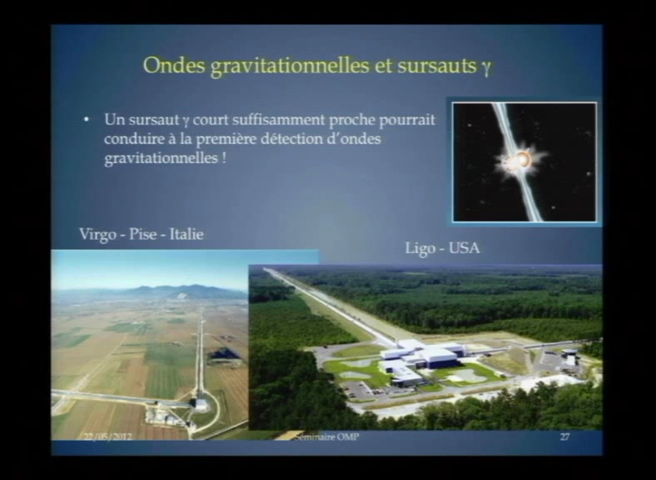 Ondes gravitationnelles et sursauts γ
• Un sursaut γ court suffisamment proche pourrait
conduire à la première détection d'ondes
gravitationnelles !
Virgo - Pise - Italie
Ligo - USA
22/05/2012
Séminaire OMP
27